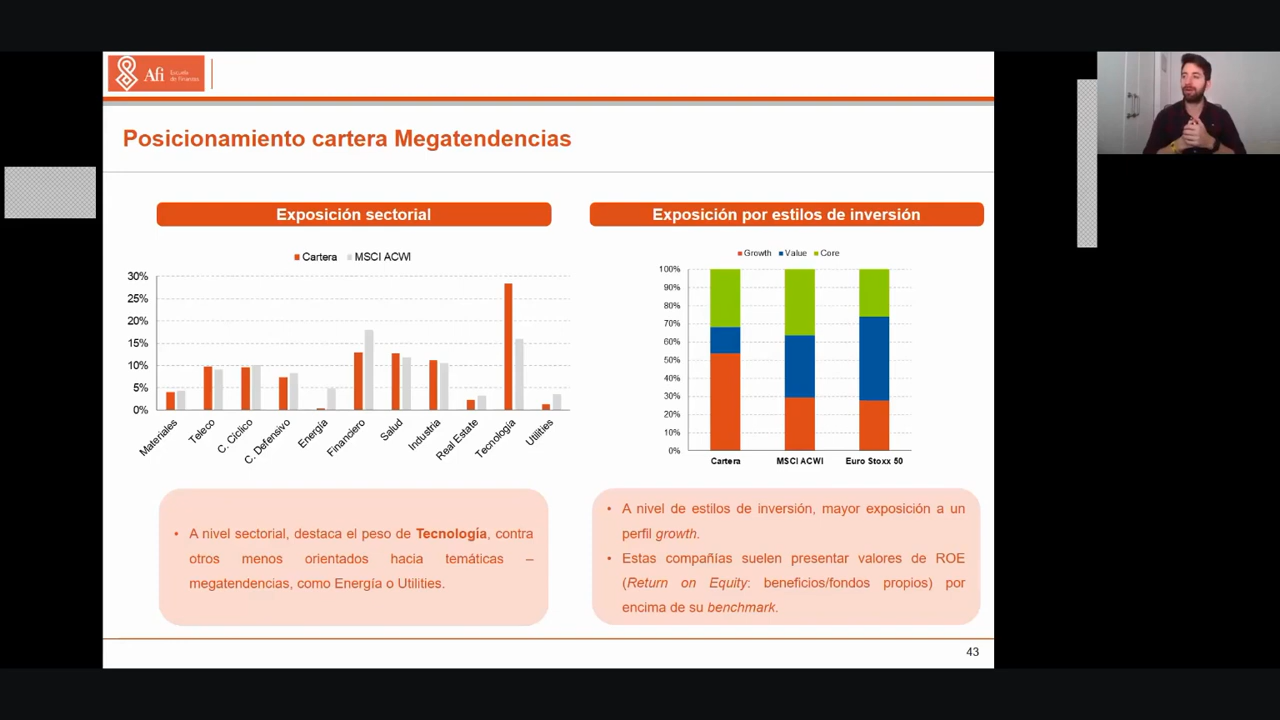 Afi Escuela de Finanzas
Posicionamiento cartera Megatendencias
Exposición sectorial
Cartera MSCI ACWI
30%
25%
20%
15%
10%
5%
0%
Materiales
Teleco
C. Cíclico
C. Defensivo
Energía
Financiero
Salud
Industria
Real Estate
Tecnología
Utilities
• A nivel sectorial, destaca el peso de Tecnología, contra
otros menos orientados hacia temáticas –
megatendencias, como Energía o Utilities.
Exposición por estilos de inversión
Growth Value Core
100%
90%
80%
70%
60%
50%
40%
30%
20%
10%
0%
Cartera
MSCI ACWI
Euro Stoxx 50
• A nivel de estilos de inversión, mayor exposición a un
perfil growth.
• Estas compañías suelen presentar valores de ROE
(Return on Equity: beneficios/fondos propios) por
encima de su benchmark.
43